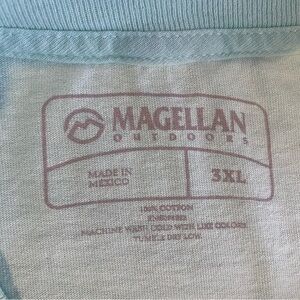 MAGELLAN
OUTDOORS
MADE IN
MEXICO
3XL
100% COTTON
MACHINE WASH COLD WITH LIKE COLORS
TUMBLE DRY LOW